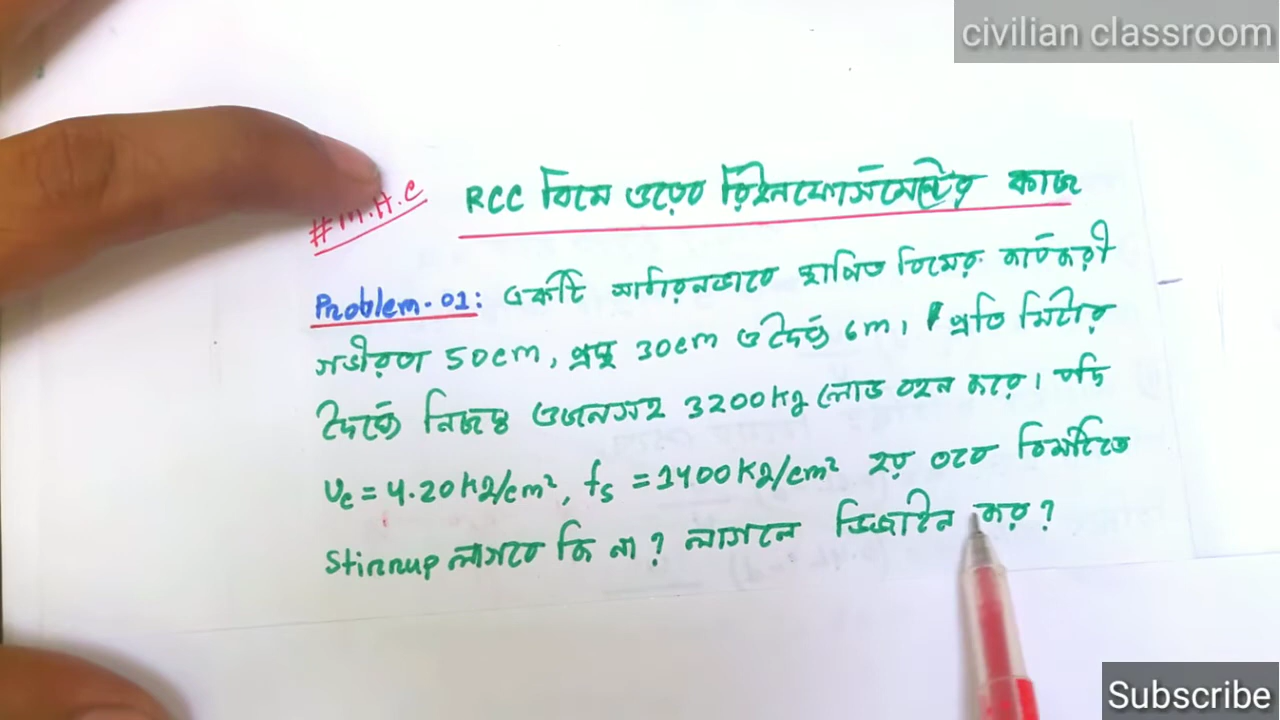 civilian classroom
#M.H.C
RCC বিমে ওয়েব রিইনফোর্সমেন্টের কাজ
Problem-01: একটি সাধারনভাবে স্থাপিত বিমের কার্যকরী
গভীরতা 50cm, প্রস্থ 30cm ও দৈর্ঘ্য 6m। প্রতি মিটার
দৈর্ঘ্যে নিজস্ব ওজনসহ 3200kg লোড বহন করে। যদি
υc = 4.20kg/cm², fs = 1400kg/cm² হয় তবে বিমটিতে
Stirrup লাগবে কি না? লাগলে ডিজাইন কর?
Subscribe